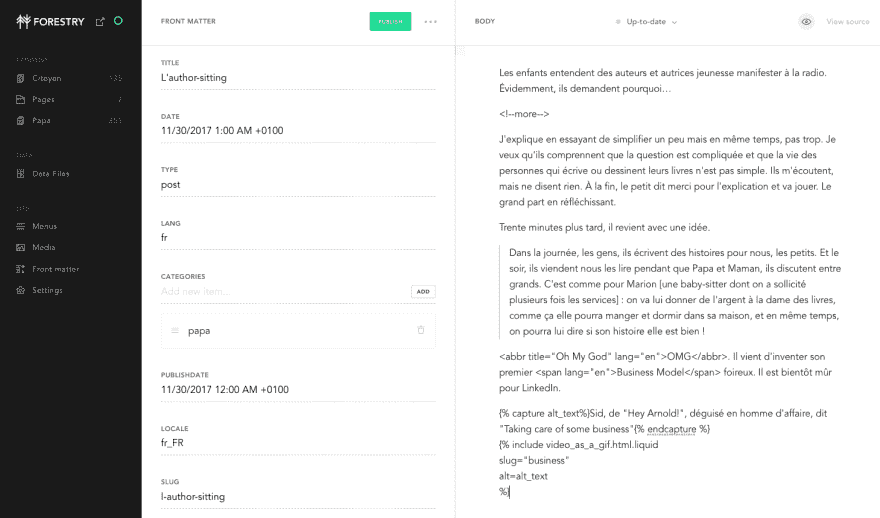 FORESTRY
Citoyen
Pages
Papa
Data Files
Menus
Media
Front matter
Settings
FRONT MATTER
PUBLISH
TITLE
L'author-sitting
DATE
11/30/2017 1:00 AM +0100
TYPE
post
LANG
fr
CATEGORIES
Add new item...
ADD
papa
PUBLISHDATE
11/30/2017 12:00 AM +0100
LOCALE
fr_FR
SLUG
l-author-sitting
BODY
Up-to-date
View source
Les enfants entendent des auteurs et autrices jeunesse manifester à la radio.
Évidemment, ils demandent pourquoi…
<!--more-->
J'explique en essayant de simplifier un peu mais en même temps, pas trop. Je
veux qu'ils comprennent que la question est compliquée et que la vie des
personnes qui écrive ou dessinent leurs livres n'est pas simple. Ils m'écoutent,
mais ne disent rien. À la fin, le petit dit merci pour l'explication et va jouer. Le
grand part en réfléchissant.
Trente minutes plus tard, il revient avec une idée.
Dans la journée, les gens, ils écrivent des histoires pour nous, les petits. Et le
soir, ils viendent nous les lire pendant que Papa et Maman, ils discutent entre
grands. C'est comme pour Marion [une baby-sitter dont on a sollicité
plusieurs fois les services] : on va lui donner de l'argent à la dame des livres,
comme ça elle pourra manger et dormir dans sa maison, et en même temps,
on pourra lui dire si son histoire elle est bien !
<abbr title="Oh My God" lang="en">OMG</abbr>. Il vient d'inventer son
premier <span lang="en">Business Model</span> foireux. Il est bientôt mûr
pour LinkedIn.
{% capture alt_text%}Sid, de "Hey Arnold!", déguisé en homme d'affaire, dit
"Taking care of some business"{% endcapture %}
{% include video_as_a_gif.html.liquid
slug="business"
alt=alt_text
%}